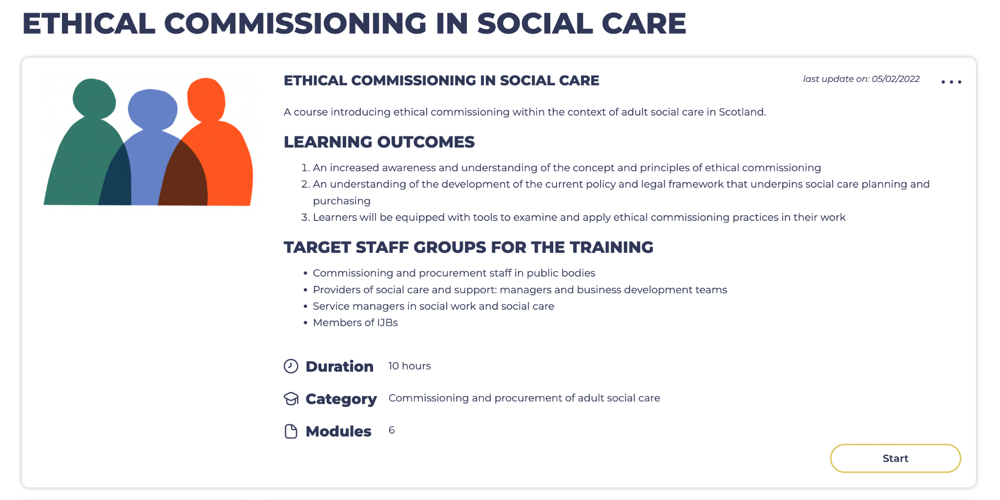 ETHICAL COMMISSIONING IN SOCIAL CARE
ETHICAL COMMISSIONING IN SOCIAL CARE
last update on: 05/02/2022
A course introducing ethical commissioning within the context of adult social care in Scotland.
LEARNING OUTCOMES
1. An increased awareness and understanding of the concept and principles of ethical commissioning
2. An understanding of the development of the current policy and legal framework that underpins social care planning and
purchasing
3. Learners will be equipped with tools to examine and apply ethical commissioning practices in their work
TARGET STAFF GROUPS FOR THE TRAINING
• Commissioning and procurement staff in public bodies
• Providers of social care and support: managers and business development teams
• Service managers in social work and social care
• Members of IJBs
Duration 10 hours
Category Commissioning and procurement of adult social care
Modules 6
Start